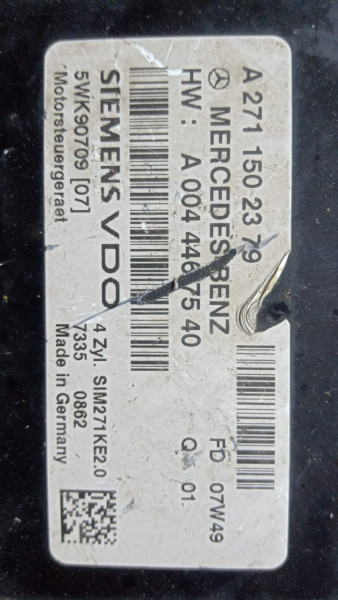 A 271 150 23 79
MERCEDES-BENZ
HW : A 004 446 75 40
FD 07W49
Q 01
SIEMENS VDO
5WK90709 [07]
Motorsteuergeraet
4 Zyl. SIM271KE2.0
7335 0862
Made in Germany